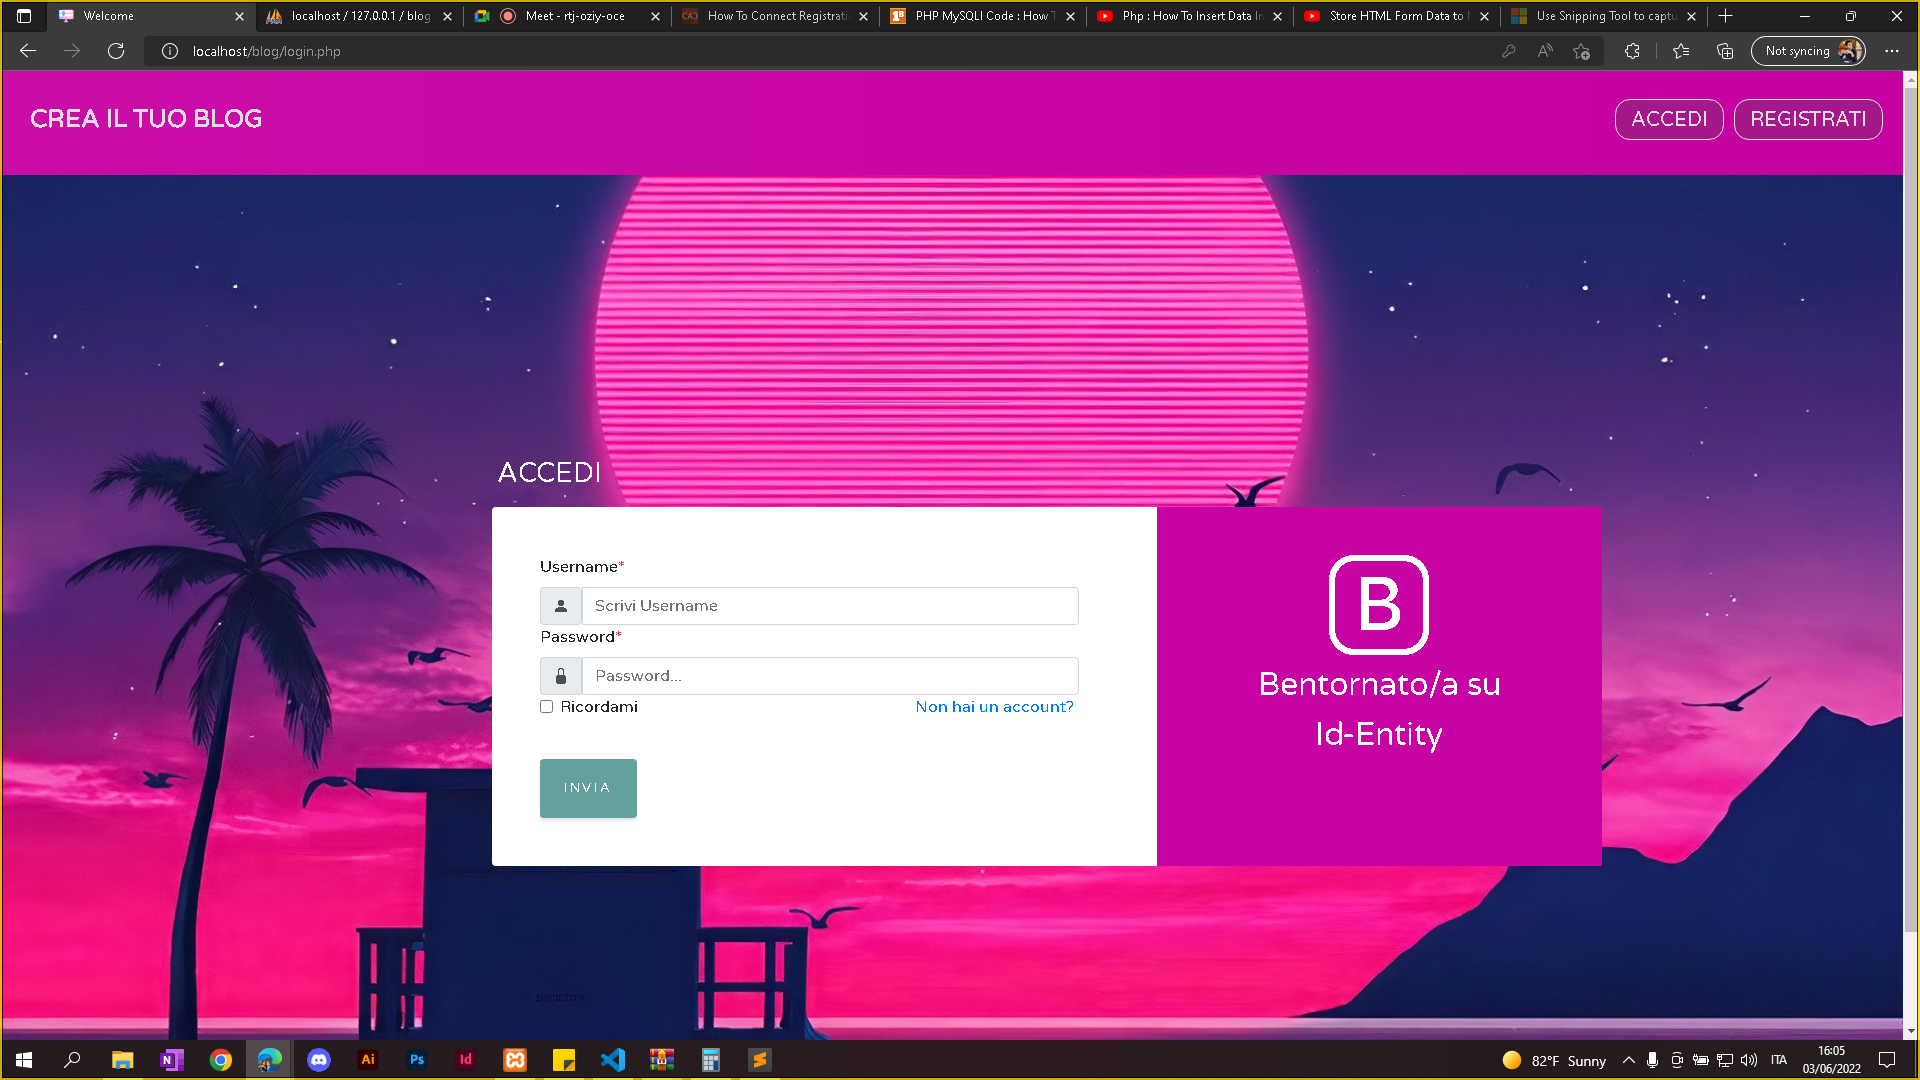 Welcome
localhost / 127.0.0.1 / blog
Meet - rtj-oziy-oce
How To Connect Registrati
PHP MySQLI Code : How T
Php : How To Insert Data In
Store HTML Form Data to
Use Snipping Tool to captu
localhost/blog/login.php
Not syncing
CREA IL TUO BLOG
ACCEDI
REGISTRATI
ACCEDI
Username*
Scrivi Username
Password*
Password...
Ricordami
Non hai un account?
INVIA
B
Bentornato/a su
Id-Entity
N
Ai
Ps
Id
82°F Sunny
ITA
16:05
03/06/2022